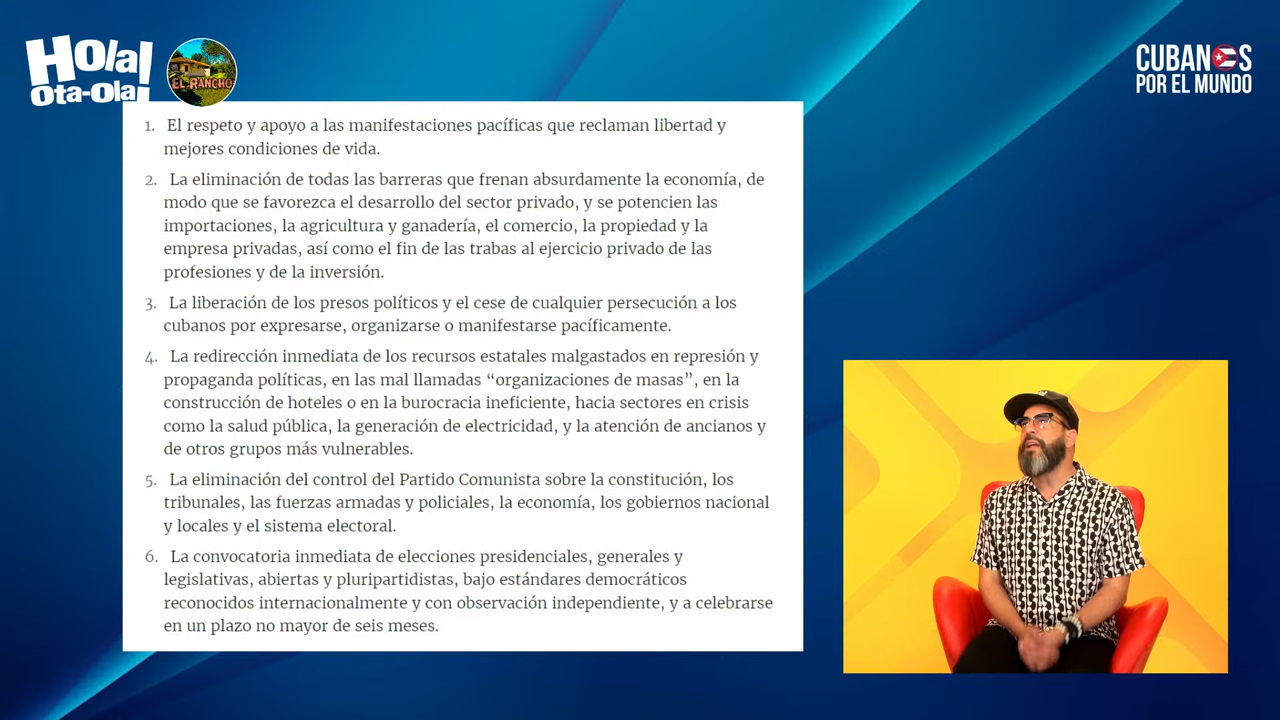 Hola!
Ota-Ola!
EL RANCHO
CUBANOS
POR EL MUNDO
1. El respeto y apoyo a las manifestaciones pacíficas que reclaman libertad y
mejores condiciones de vida.
2. La eliminación de todas las barreras que frenan absurdamente la economía, de
modo que se favorezca el desarrollo del sector privado, y se potencien las
importaciones, la agricultura y ganadería, el comercio, la propiedad y la
empresa privadas, así como el fin de las trabas al ejercicio privado de las
profesiones y de la inversión.
3. La liberación de los presos políticos y el cese de cualquier persecución a los
cubanos por expresarse, organizarse o manifestarse pacíficamente.
4. La redirección inmediata de los recursos estatales malgastados en represión y
propaganda políticas, en las mal llamadas “organizaciones de masas”, en la
construcción de hoteles o en la burocracia ineficiente, hacia sectores en crisis
como la salud pública, la generación de electricidad, y la atención de ancianos y
de otros grupos más vulnerables.
5. La eliminación del control del Partido Comunista sobre la constitución, los
tribunales, las fuerzas armadas y policiales, la economía, los gobiernos nacional
y locales y el sistema electoral.
6. La convocatoria inmediata de elecciones presidenciales, generales y
legislativas, abiertas y pluripartidistas, bajo estándares democráticos
reconocidos internacionalmente y con observación independiente, y a celebrarse
en un plazo no mayor de seis meses.